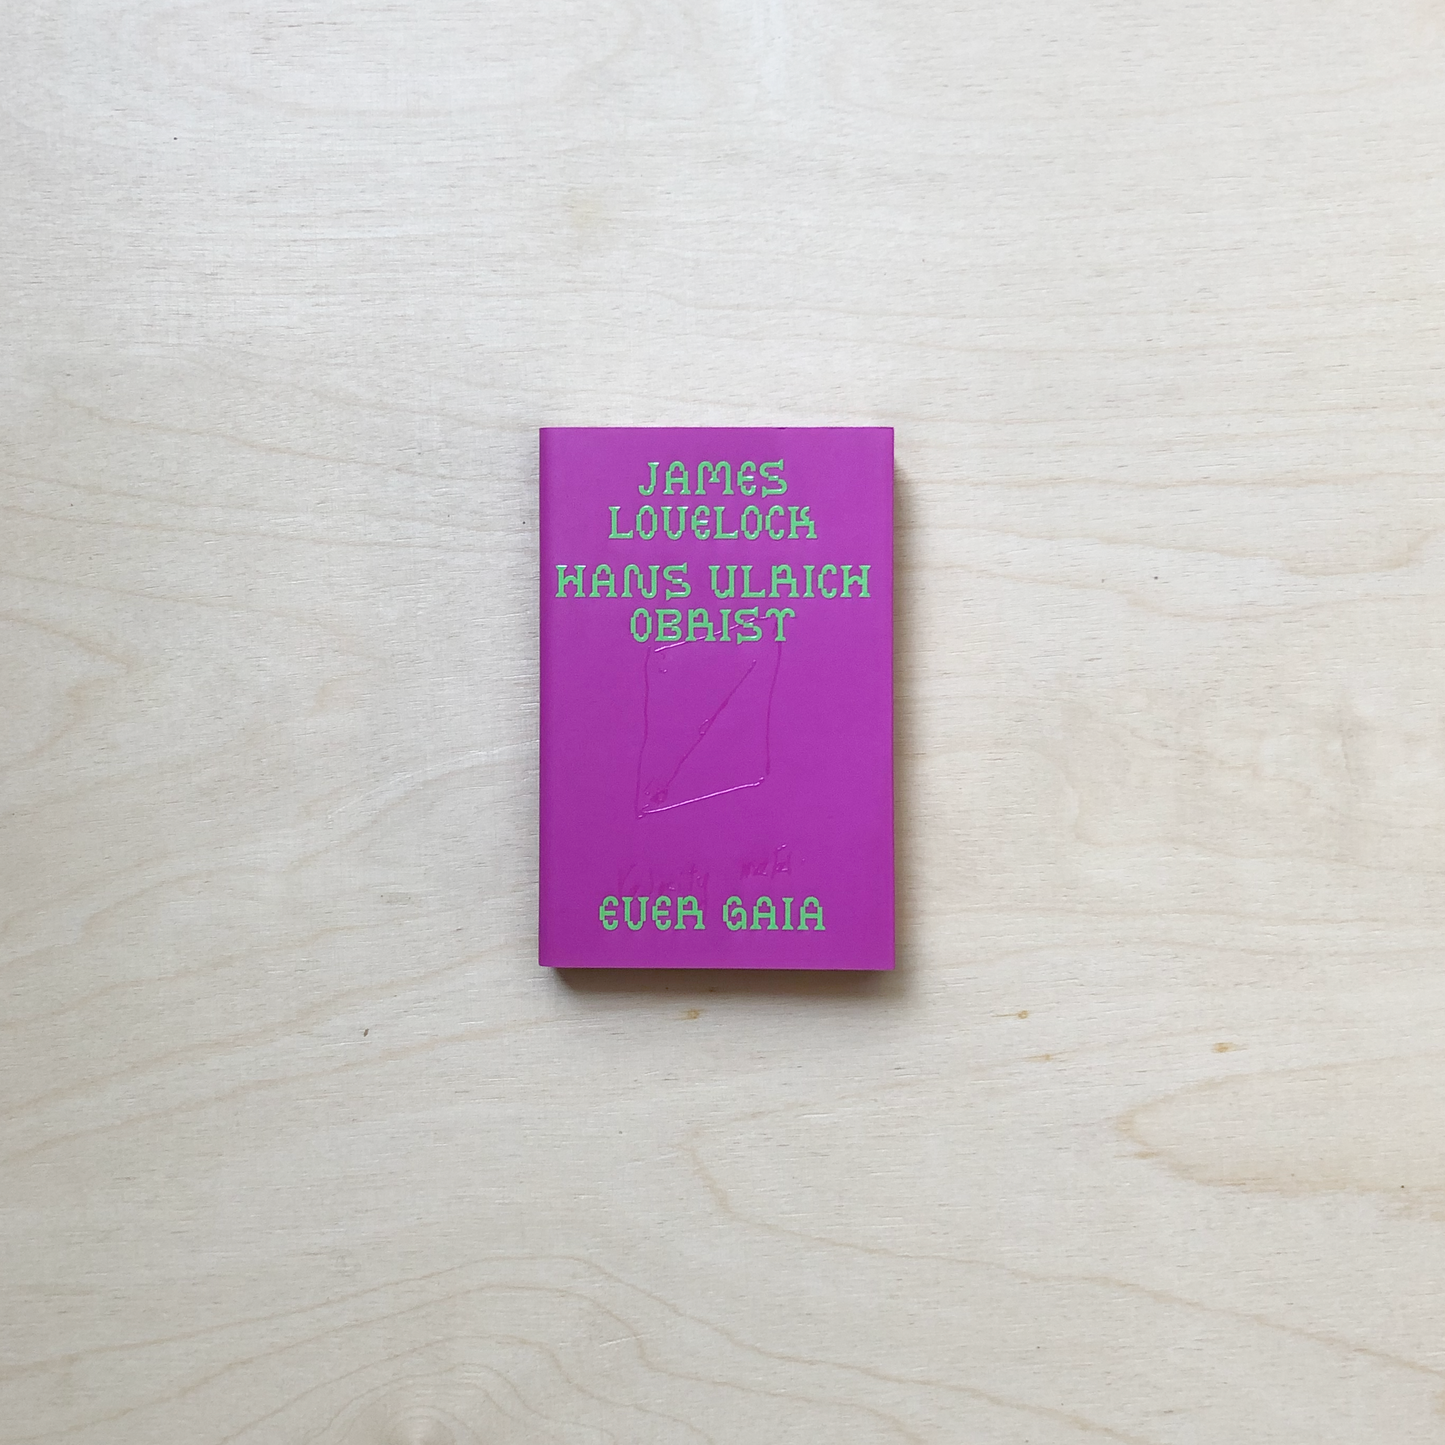 JAMES
LOVELOCK
HANS ULRICH
OBRIST
EVER GAIA